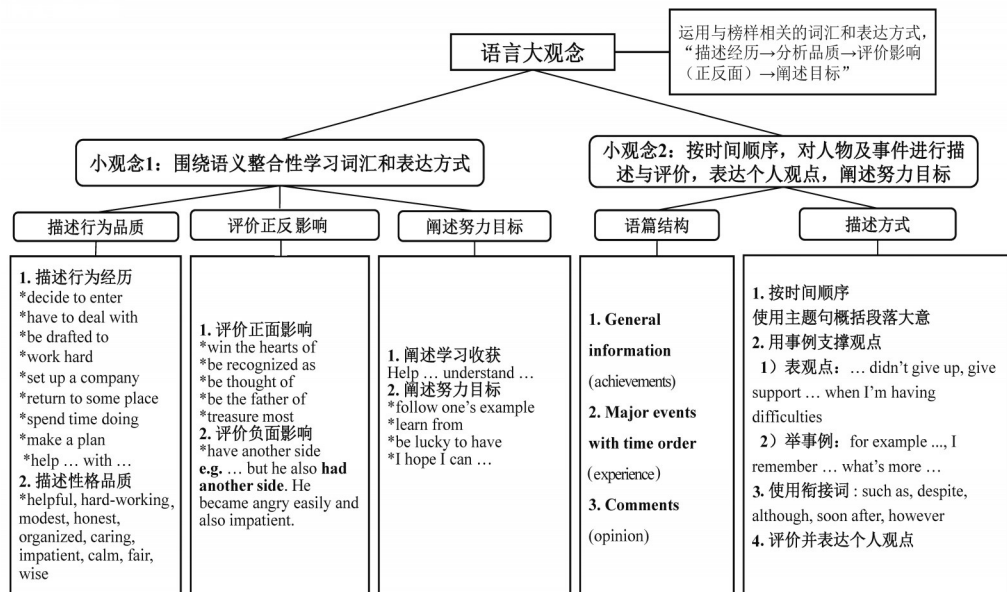 语言大观念
运用与榜样相关的词汇和表达方式，
“描述经历→分析品质→评价影响
（正反面）→阐述目标”
小观念1：围绕语义整合性学习词汇和表达方式
小观念2：按时间顺序，对人物及事件进行描
述与评价，表达个人观点，阐述努力目标
描述行为品质
1. 描述行为经历
*decide to enter
*have to deal with
*be drafted to
*work hard
*set up a company
*return to some place
*spend time doing
*make a plan
*help … with …
2. 描述性格品质
*helpful, hard-working,
modest, honest,
organized, caring,
impatient, calm, fair,
wise
评价正反 影响
1. 评价正面影响
*win the hearts of
*be recognized as
*be thought of
*be the father of
*treasure most
2. 评价负面影响
*have another side
e.g. … but he also had
another side. He
became angry easily and
also impatient.
阐述努力目标
1. 阐述学习收获
Help … understand …
2. 阐述努力目标
*follow one’s example
*learn from
*be lucky to have
*I hope I can …
语篇结构
1. General
information
(achievements)
2. Major events
with time order
(experience)
3. Comments
(opinion)
描述方式
1. 按时间顺序
使用主题句概括段落大意
2. 用事例支撑观点
1）表观点：… didn’t give up, give
support … when I’m having
difficulties
2）举事例：for example ..., I
remember … what’s more …
3. 使用衔接词 : such as, despite,
although, soon after, however
4. 评价并表达个人观点